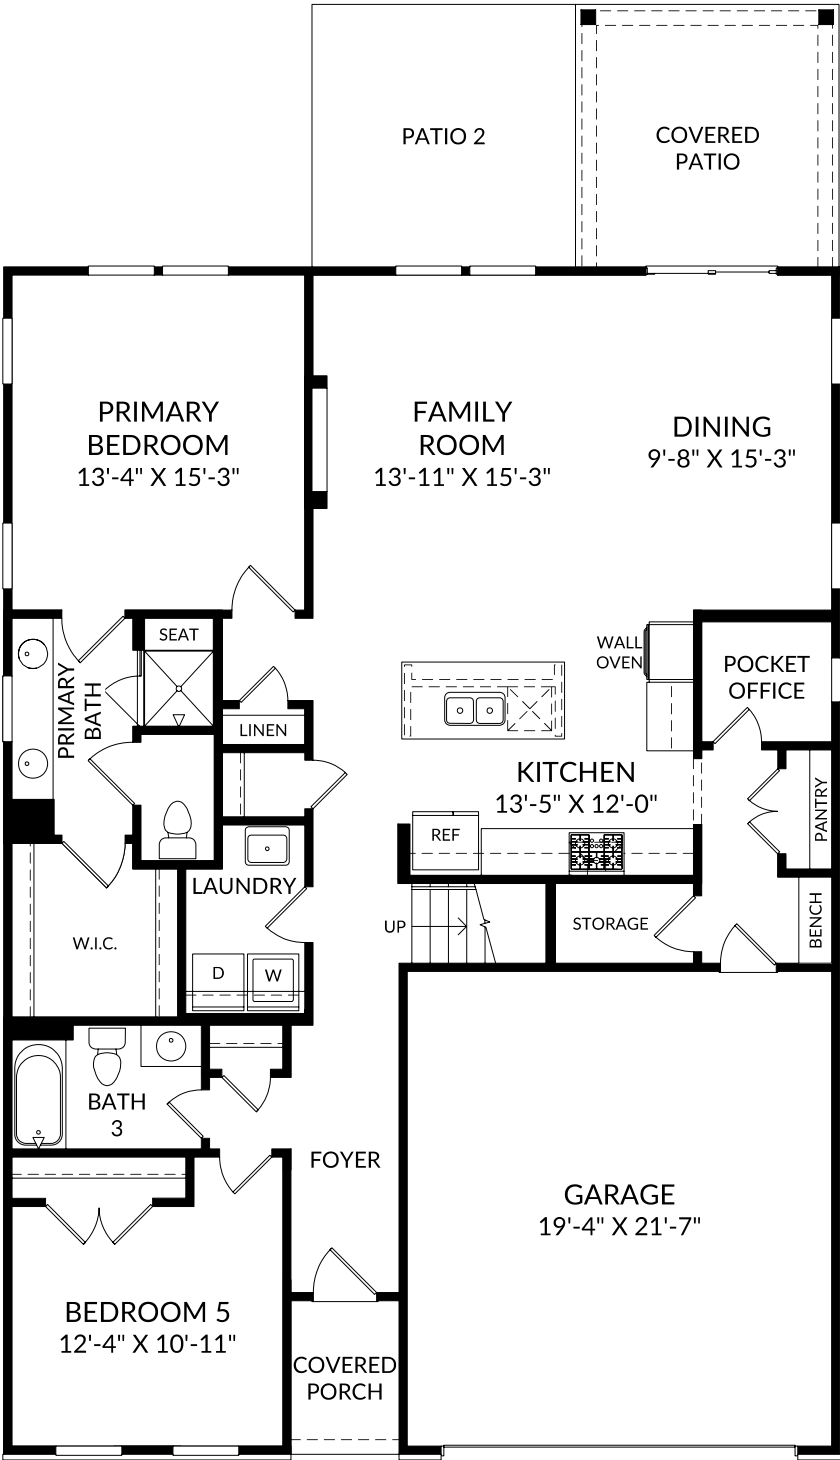 PATIO 2
COVERED
PATIO
PRIMARY
BEDROOM
13'-4" X 15'-3"
FAMILY
ROOM
13'-11" X 15'-3"
DINING
9'-8" X 15'-3"
SEAT
PRIMARY
BATH
LINEN
WALL
OVEN
POCKET
OFFICE
KITCHEN
13'-5" X 12'-0"
REF
PANTRY
LAUNDRY
W.I.C.
D
W
UP
STORAGE
BENCH
BATH
3
FOYER
GARAGE
19'-4" X 21'-7"
BEDROOM 5
12'-4" X 10'-11"
COVERED
PORCH